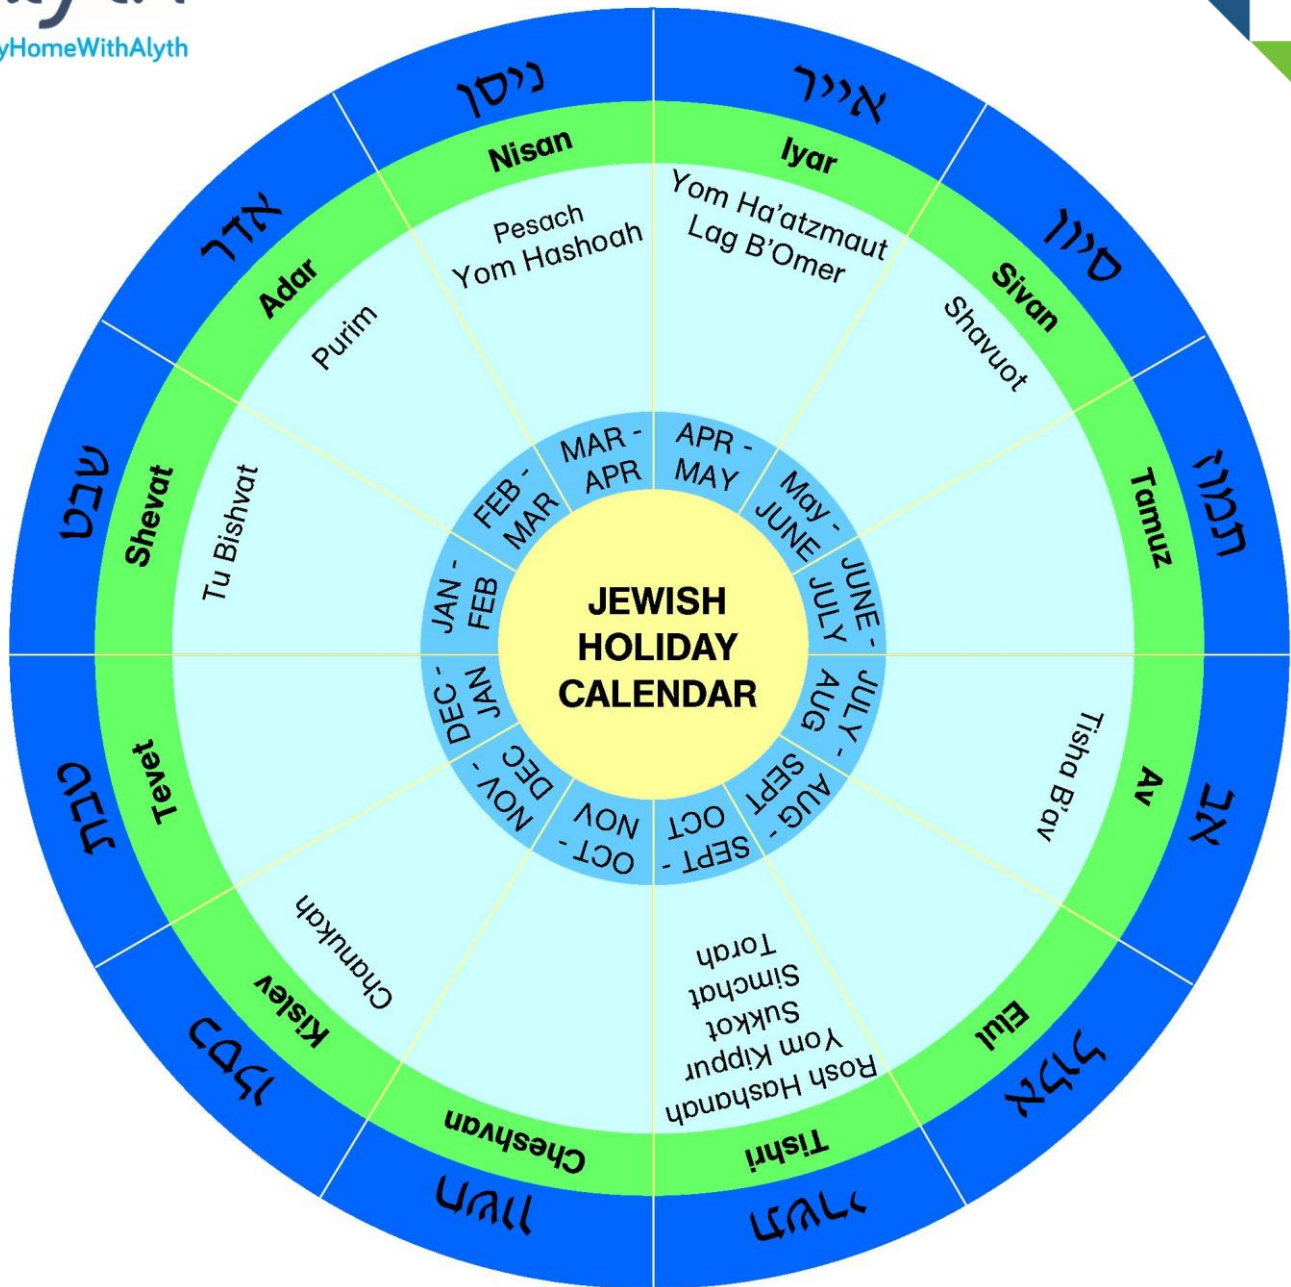 yHomeWithAlyth
JEWISH
HOLIDAY
CALENDAR
ניסן
Nisan
Pesach
Yom Hashoah
MAR -
APR
אייר
Iyar
Yom Ha'atzmaut
Lag B'Omer
APR -
MAY
סיון
Sivan
Shavuot
May -
JUNE
תמוז
Tamuz
JUNE -
JULY
אב
Av
Tisha B'av
JULY -
AUG
אלול
Elul
AUG -
SEPT
תשרי
Tishri
Rosh Hashanah
Yom Kippur
Sukkot
Simchat
Torah
SEPT -
OCT
חשון
Cheshvan
OCT -
NOV
כסלו
Kislev
Chanukah
NOV -
DEC
טבת
Tevet
DEC -
JAN
שבט
Shevat
Tu Bishvat
JAN -
FEB
אדר
Adar
Purim
FEB -
MAR